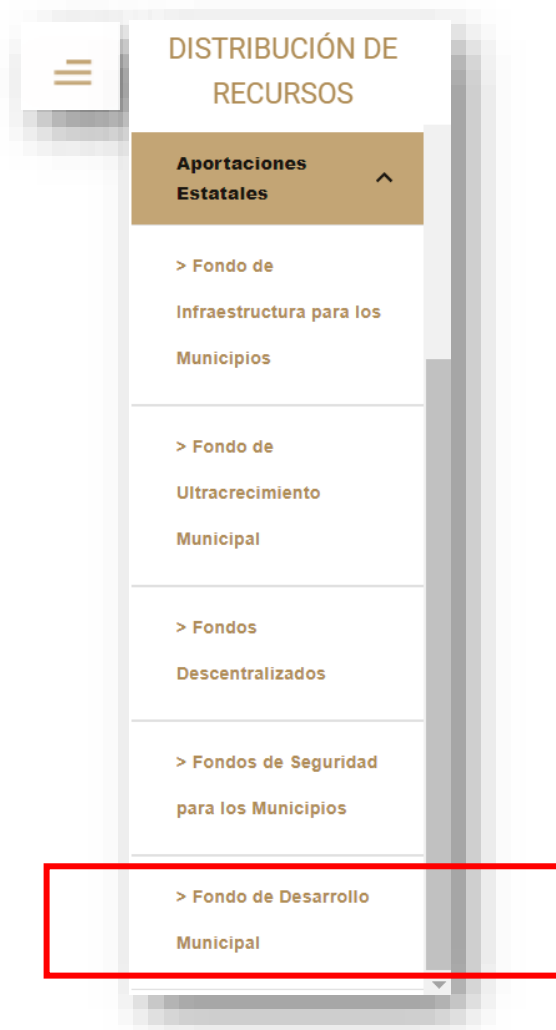 DISTRIBUCIÓN DE
RECURSOS
Aportaciones
Estatales
> Fondo de
Infraestructura para los
Municipios
> Fondo de
Ultracrecimiento
Municipal
> Fondos
Descentralizados
> Fondos de Seguridad
para los Municipios
> Fondo de Desarrollo
Municipal